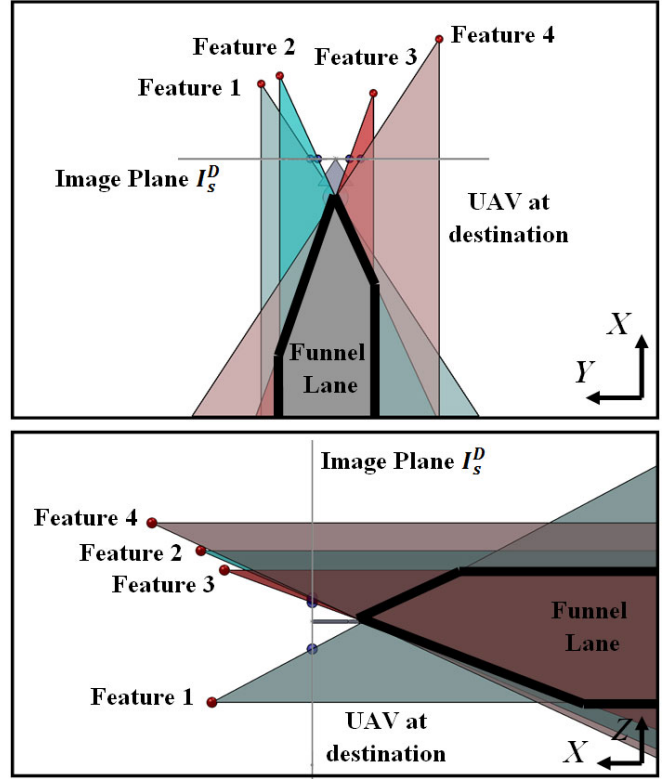 Feature 2
Feature 4
Feature 3
Feature 1
Image Plane I_s^D
UAV at
destination
X
Funnel
Lane
Y
Image Plane I_s^D
Feature 4
Feature 2
Feature 3
Funnel
Lane
Feature 1
UAV at
destination
Z
X